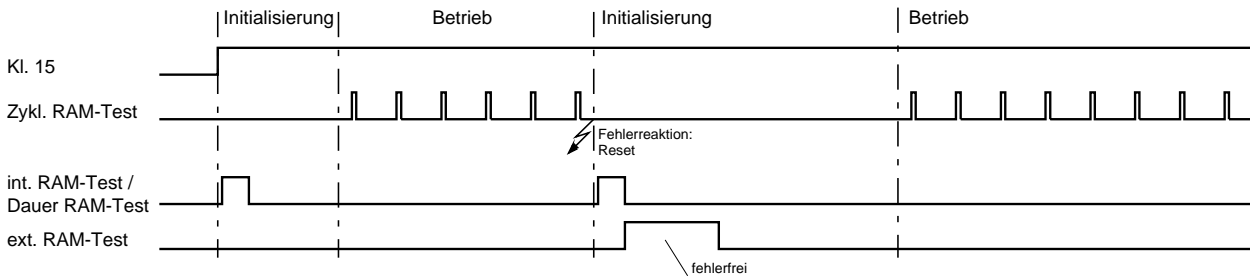 Initialisierung Betrieb Initialisierung Betrieb
Kl. 15
Zykl. RAM-Test
Fehlerreaktion:
Reset
int. RAM-Test /
Dauer RAM-Test
ext. RAM-Test
fehlerfrei